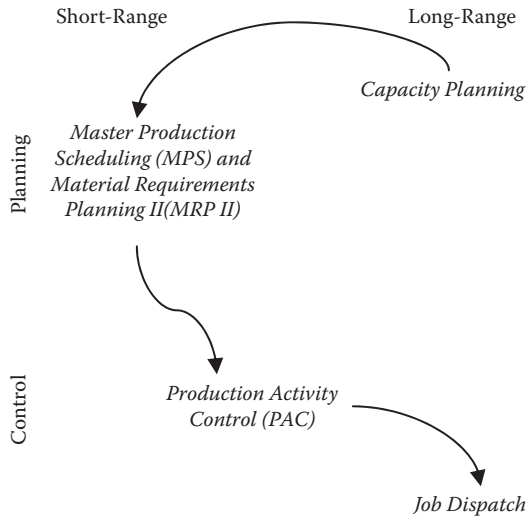 Short-Range
Long-Range
Capacity Planning
Planning
Master Production
Scheduling (MPS) and
Material Requirements
Planning II(MRP II)
Control
Production Activity
Control (PAC)
Job Dispatch